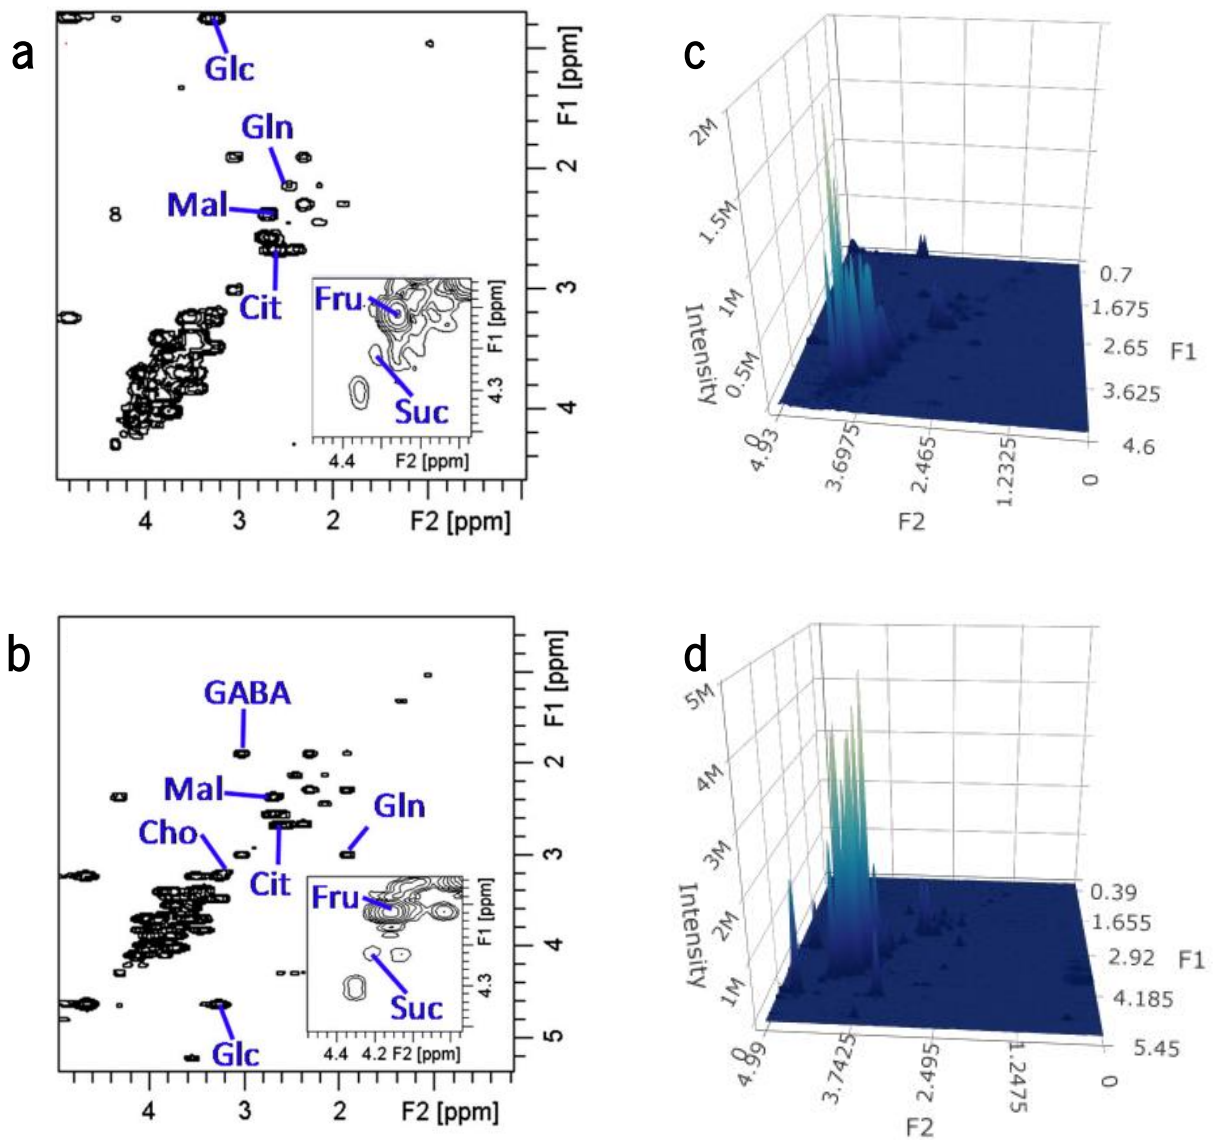 a
Glc
Gln
Mal
Cit
Fru
Suc
4.4
F2 [ppm]
F1 [ppm]
4.3
F1 [ppm]
2
3
4
4
3
2
F2 [ppm]
c
2M
1.5M
1M
0.5M
0
Intensity
0.7
1.675
2.65
3.625
4.6
F1
4.93
3.6975
2.465
1.2325
0
F2
b
GABA
Mal
Cho
Gln
Cit
Fru
Suc
Glc
4.4
4.2
F2 [ppm]
F1 [ppm]
4.3
F1 [ppm]
2
3
4
5
4
3
2
F2 [ppm]
d
5M
4M
3M
2M
1M
0
Intensity
0.39
1.655
2.92
4.185
5.45
F1
4.99
3.7425
2.495
1.2475
0
F2